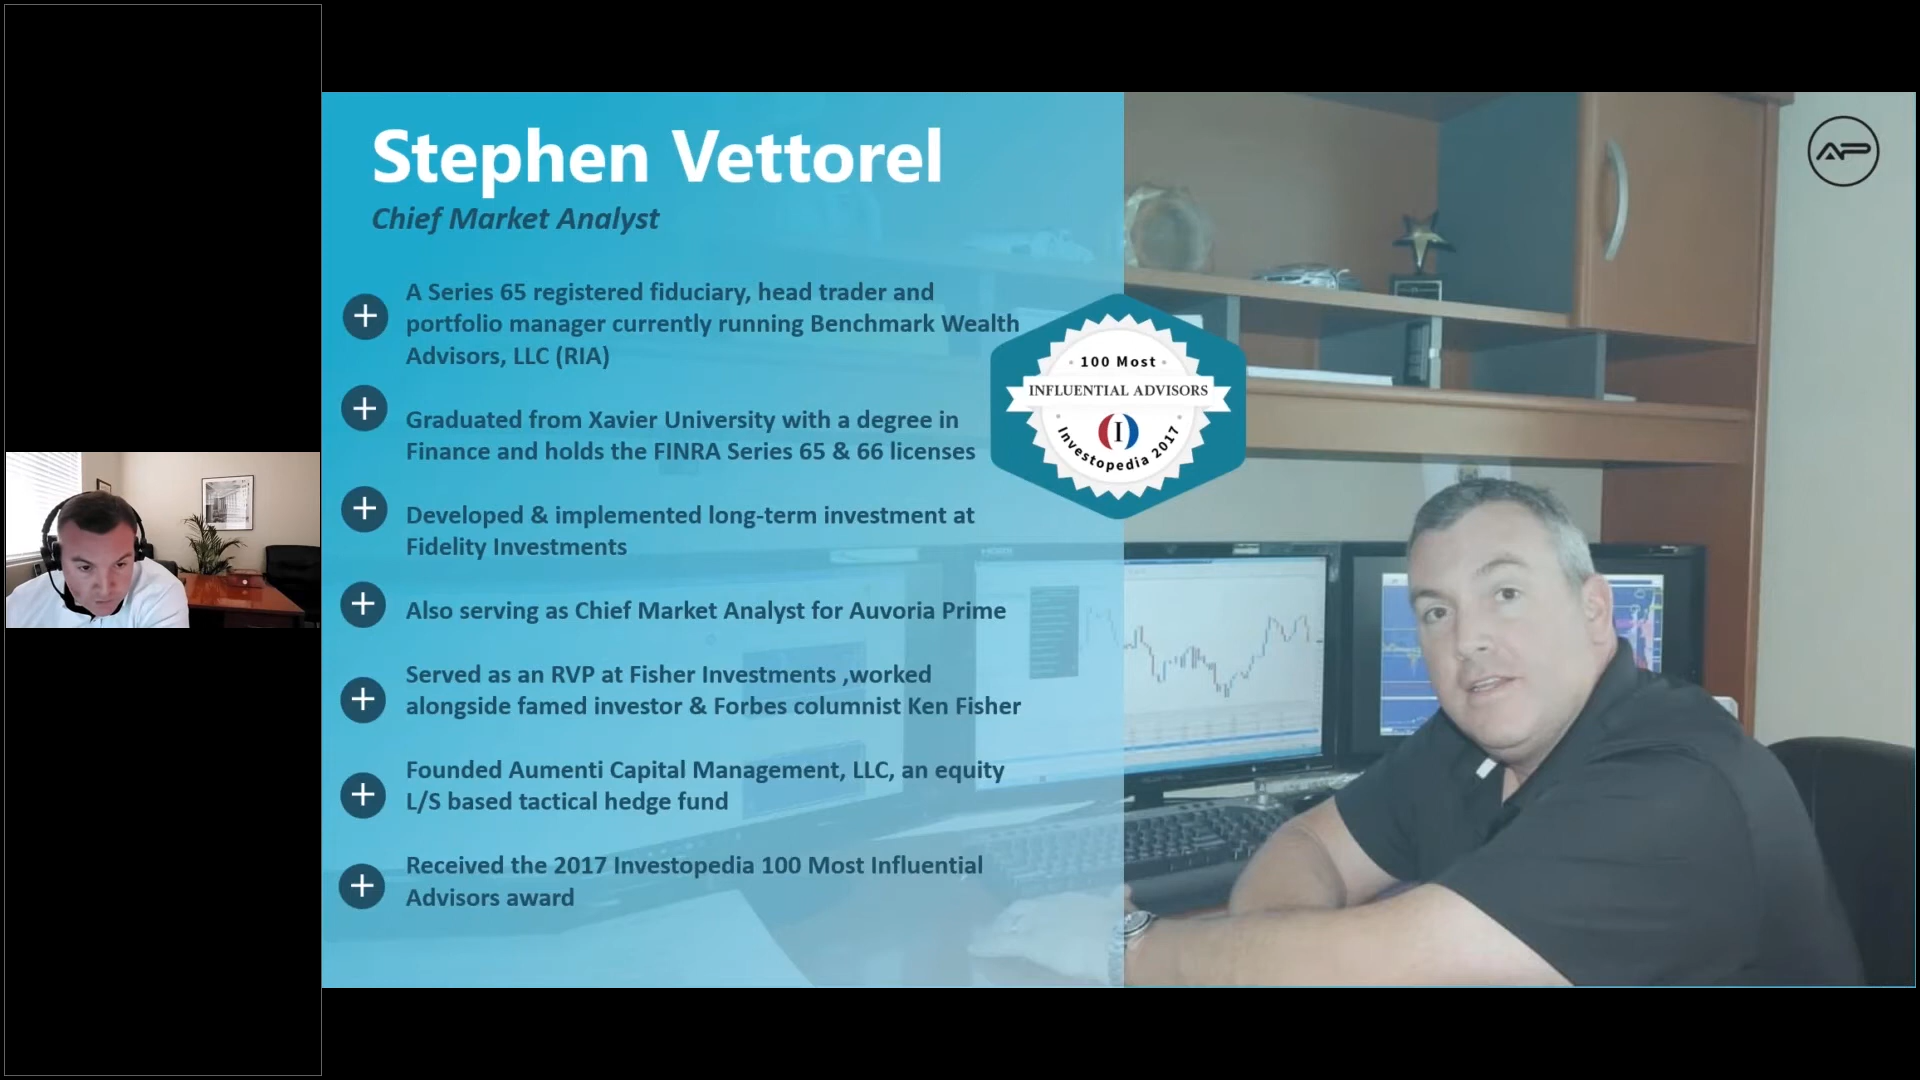 Stephen Vettorel
Chief Market Analyst
A Series 65 registered fiduciary, head trader and
portfolio manager currently running Benchmark Wealth
Advisors, LLC (RIA)
Graduated from Xavier University with a degree in
Finance and holds the FINRA Series 65 & 66 licenses
Developed & implemented long-term investment at
Fidelity Investments
Also serving as Chief Market Analyst for Auvoria Prime
Served as an RVP at Fisher Investments ,worked
alongside famed investor & Forbes columnist Ken Fisher
Founded Aumenti Capital Management, LLC, an equity
L/S based tactical hedge fund
Received the 2017 Investopedia 100 Most Influential
Advisors award
100 Most
INFLUENTIAL ADVISORS
I
Investopedia 2017
AP